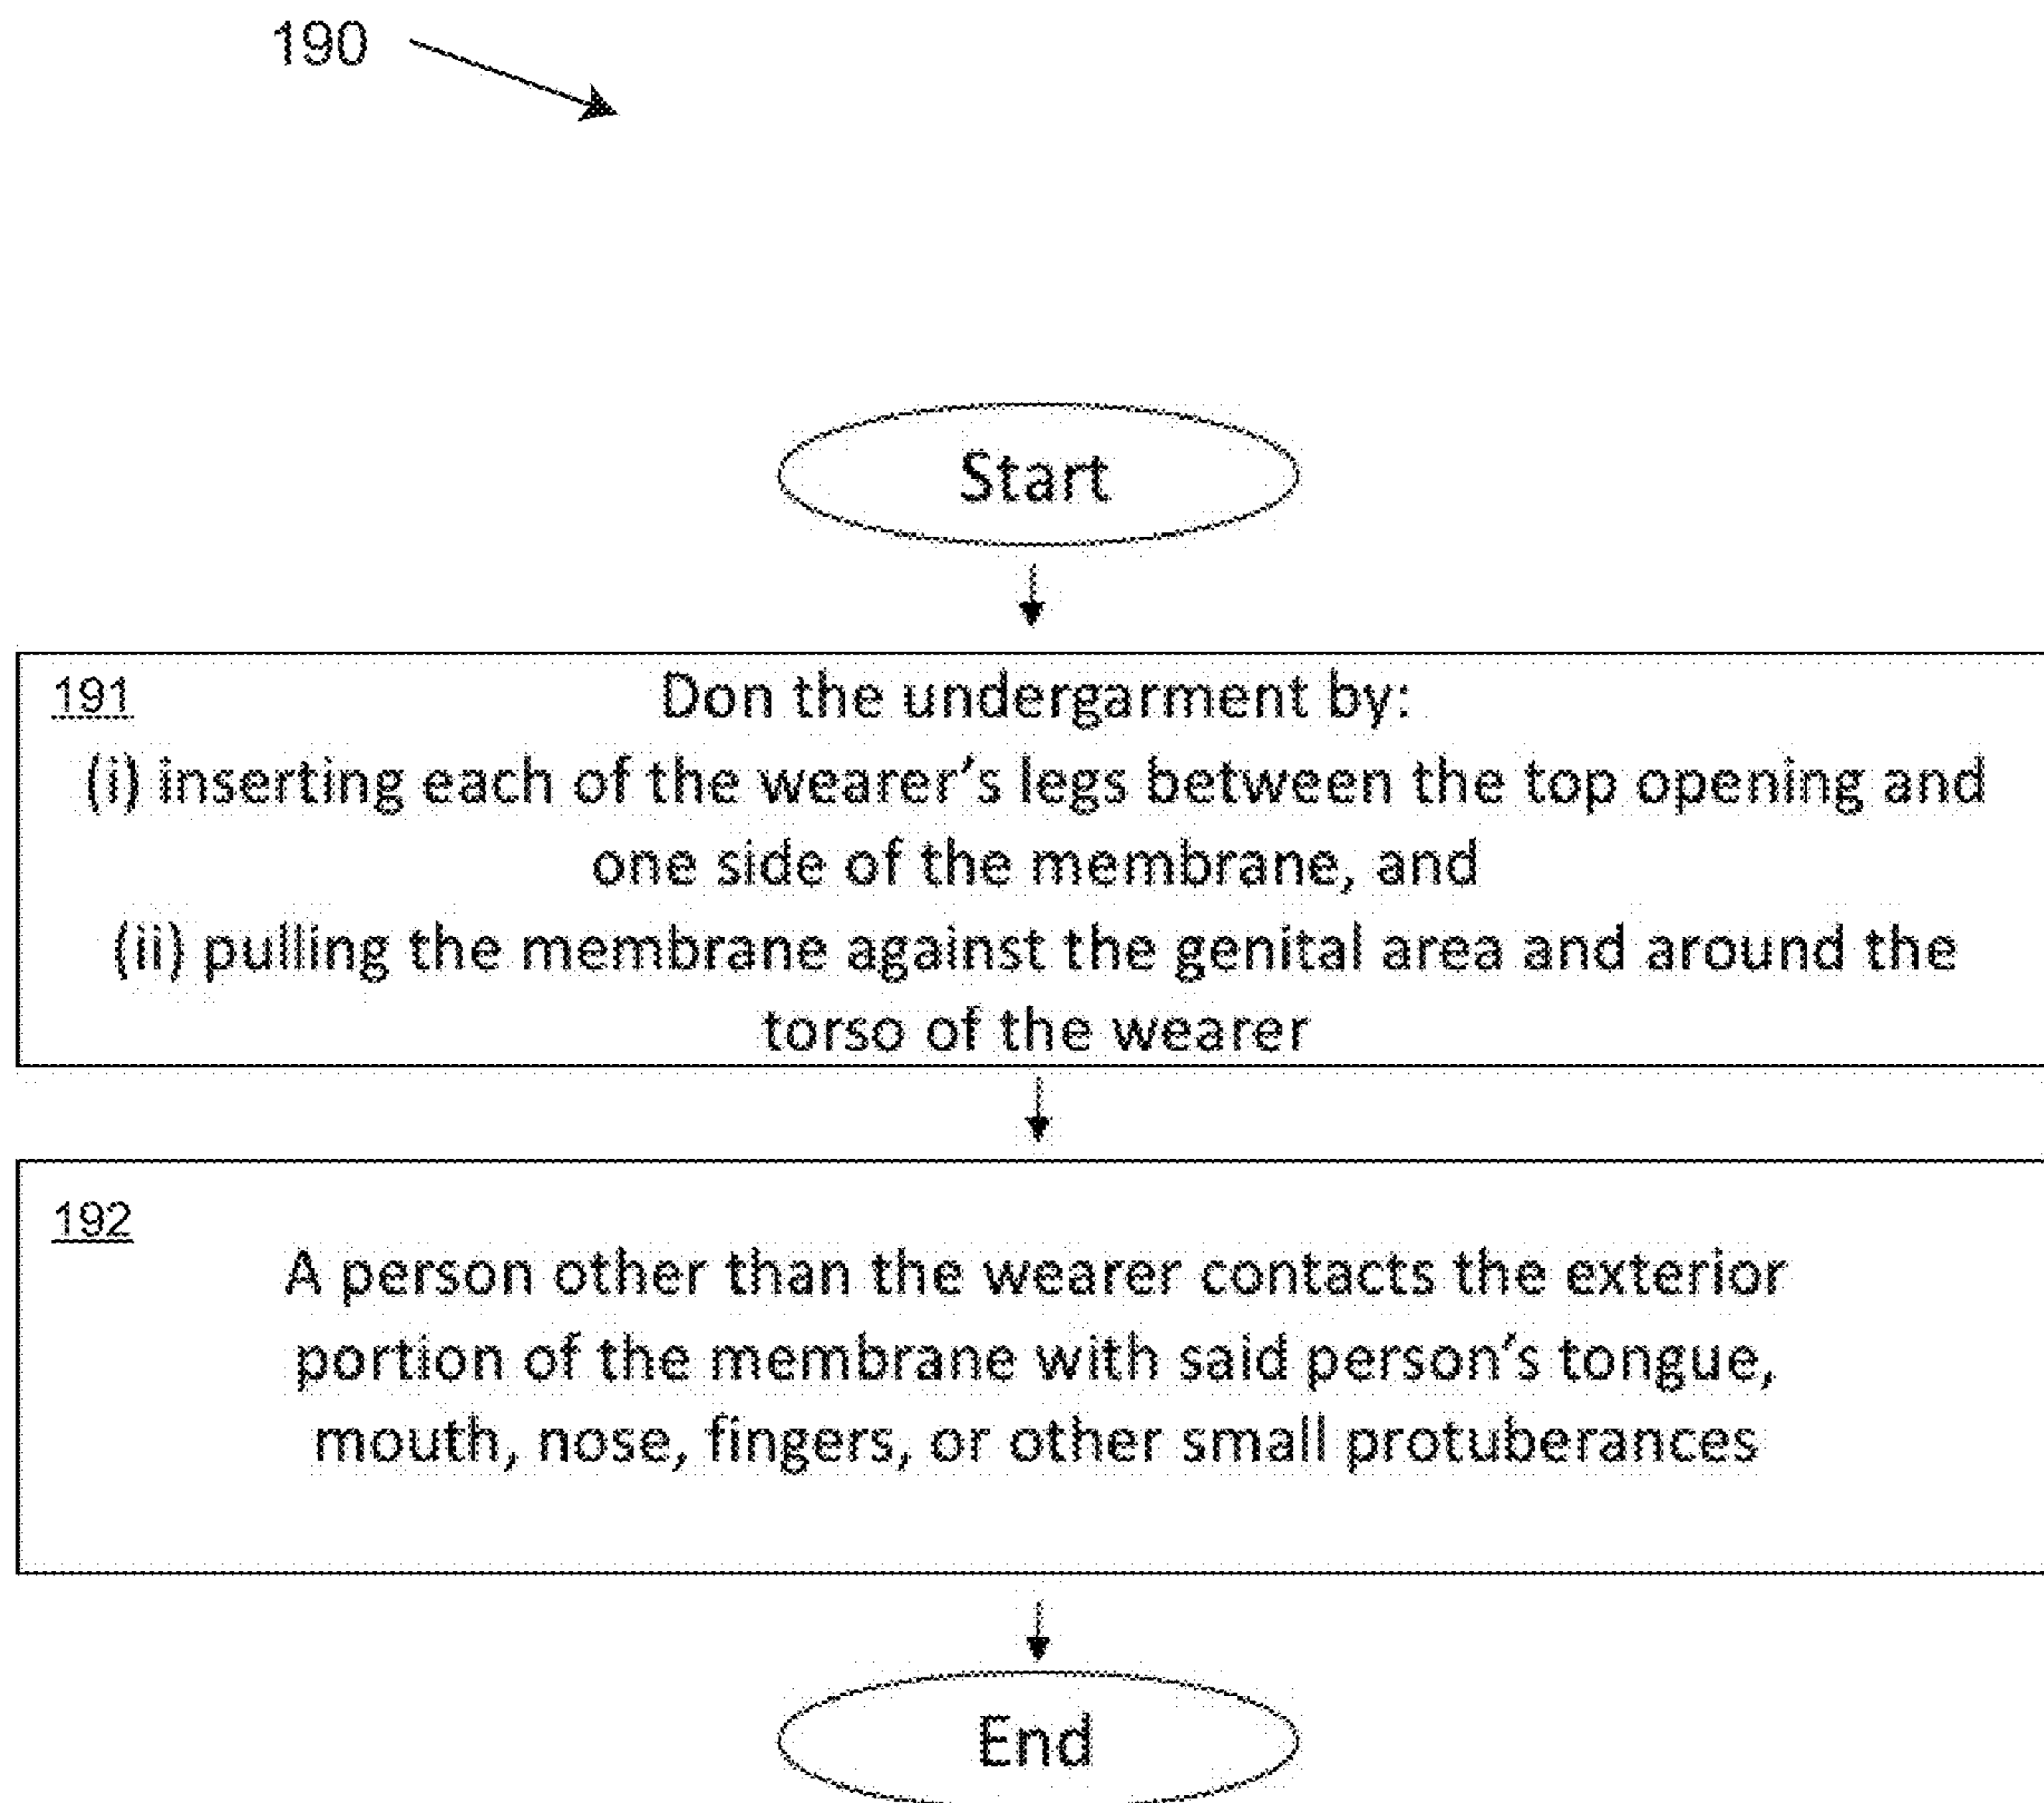 190
Start
191
Don the undergarment by:
(i) inserting each of the wearer's legs between the top opening and
one side of the membrane, and
(ii) pulling the membrane against the genital area and around the
torso of the wearer
192
A person other than the wearer contacts the exterior
portion of the membrane with said person's tongue,
mouth, nose, fingers, or other small protuberances
End